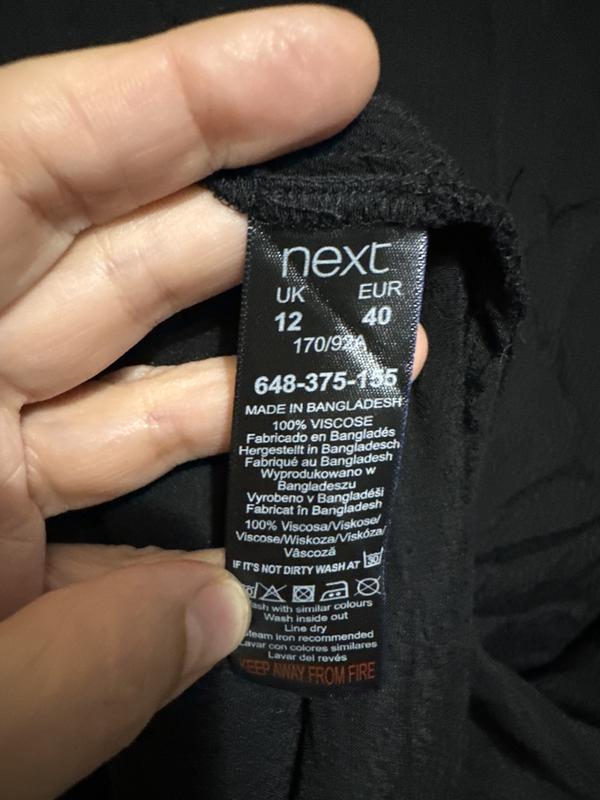 next
UK EUR
12 40
170/92A
648-375-155
MADE IN BANGLADESH
100% VISCOSE
Fabricado en Bangladés
Hergestellt in Bangladesch
Fabriqué au Bangladesh
Wyprodukowano w
Bangladeszu
Vyrobeno v Bangladéši
Fabricat în Bangladesh
100% Viscosa/Viskose/
Viscose/Wiskoza/Viskóza/
Vâscoză
IF IT'S NOT DIRTY WASH AT 30
with similar colours
Wash inside out
Line dry
Steam iron recommended
Lavar con colores similares
Lavar del revés
KEEP AWAY FROM FIRE